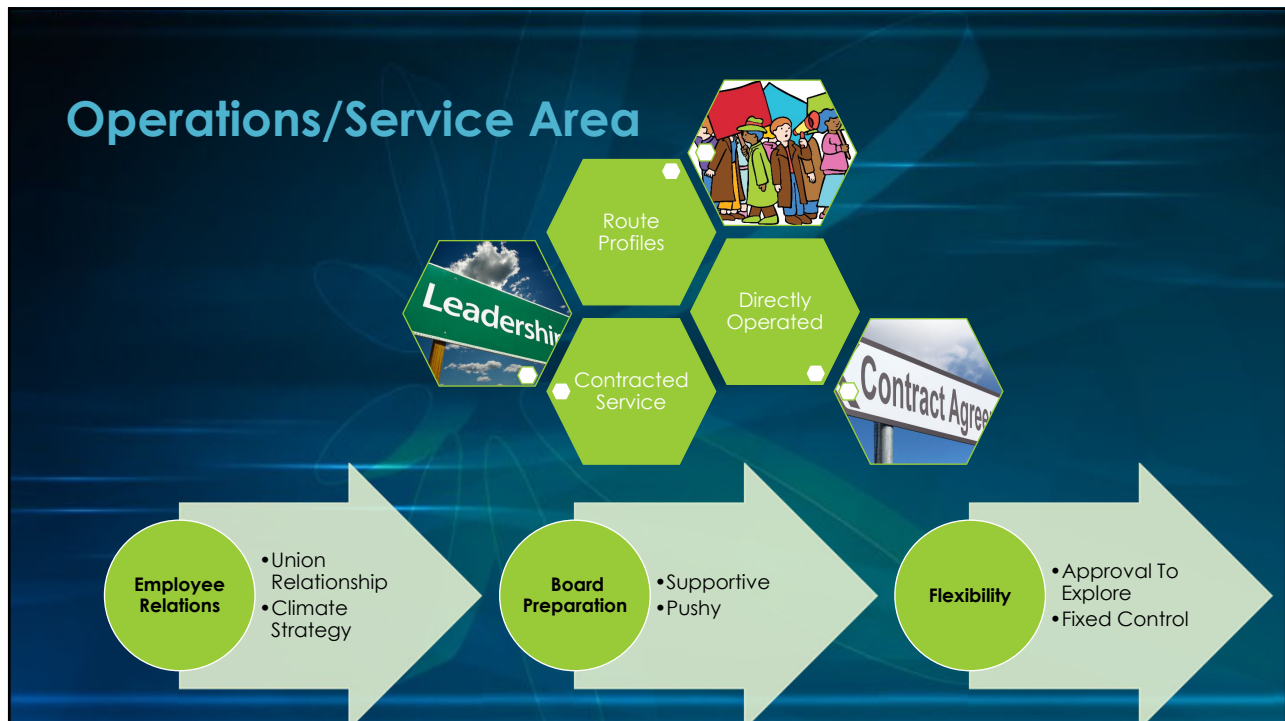 Operations/Service Area
Route
Profiles
Leadershi
Directly
Operated
Contracted
Service
Contract Agree
Employee
Relations
•Union
Relationship
•Climate
Strategy
Board
Preparation
•Supportive
•Pushy
Flexibility
•Approval To
Explore
•Fixed Control